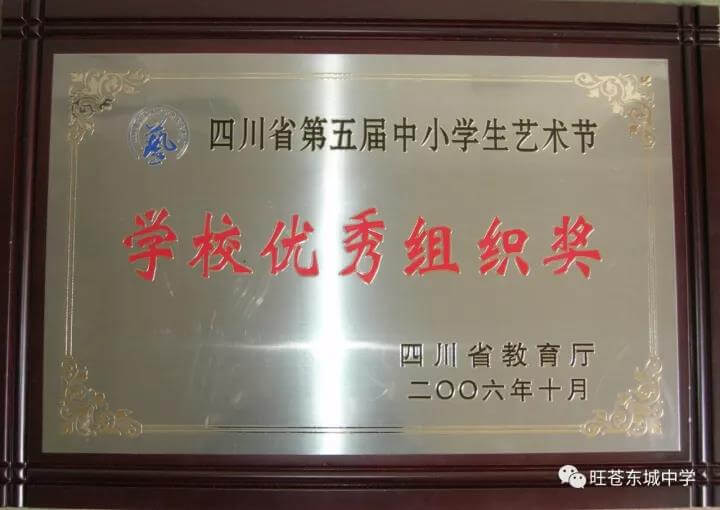 藝
四川省第五届中小学生艺术节
学校优秀组织奖
四川省教育厅
二〇〇六年十月
旺苍东城中学